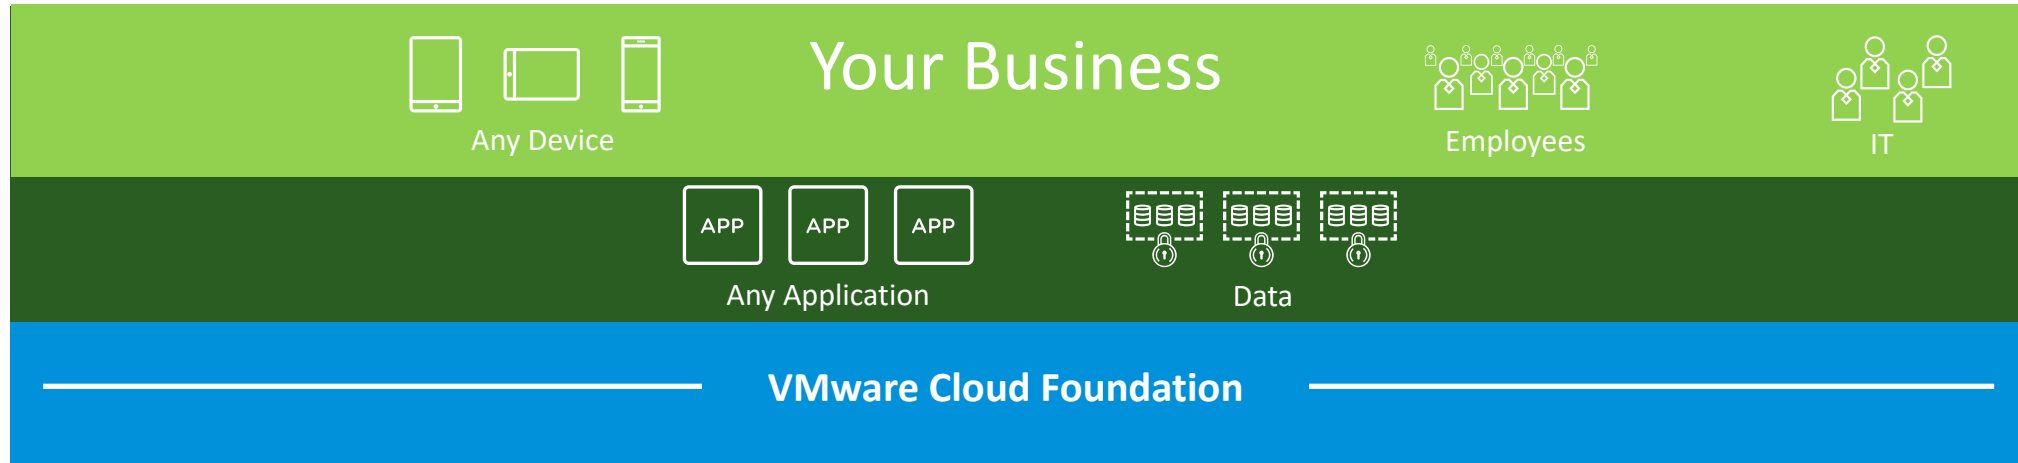 Your Business
Any Device
Employees
IT
APP
APP
APP
Any Application
Data
VMware Cloud Foundation